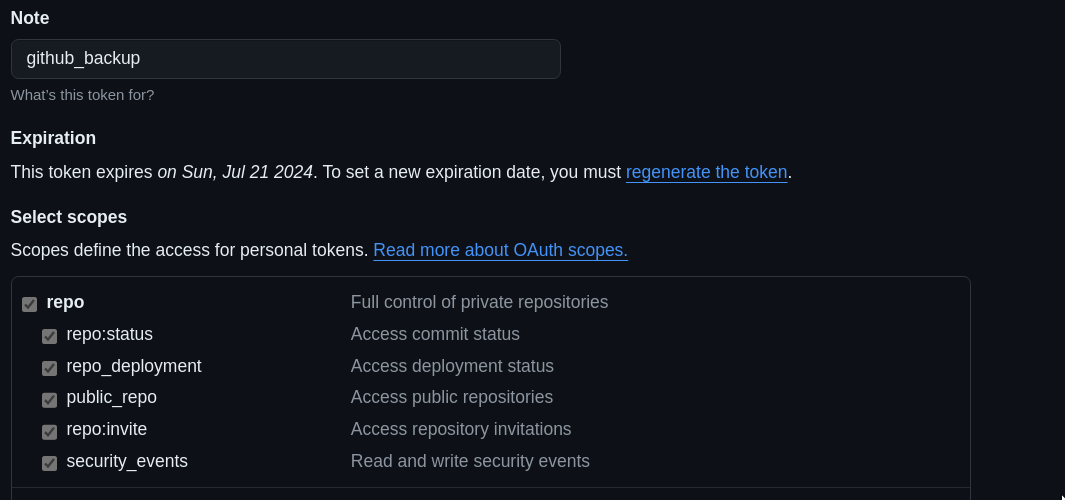 Note
github_backup
What's this token for?
Expiration
This token expires on Sun, Jul 21 2024. To set a new expiration date, you must regenerate the token.
Select scopes
Scopes define the access for personal tokens. Read more about OAuth scopes.
repo Full control of private repositories
repo:status Access commit status
repo_deployment Access deployment status
public_repo Access public repositories
repo:invite Access repository invitations
security_events Read and write security events